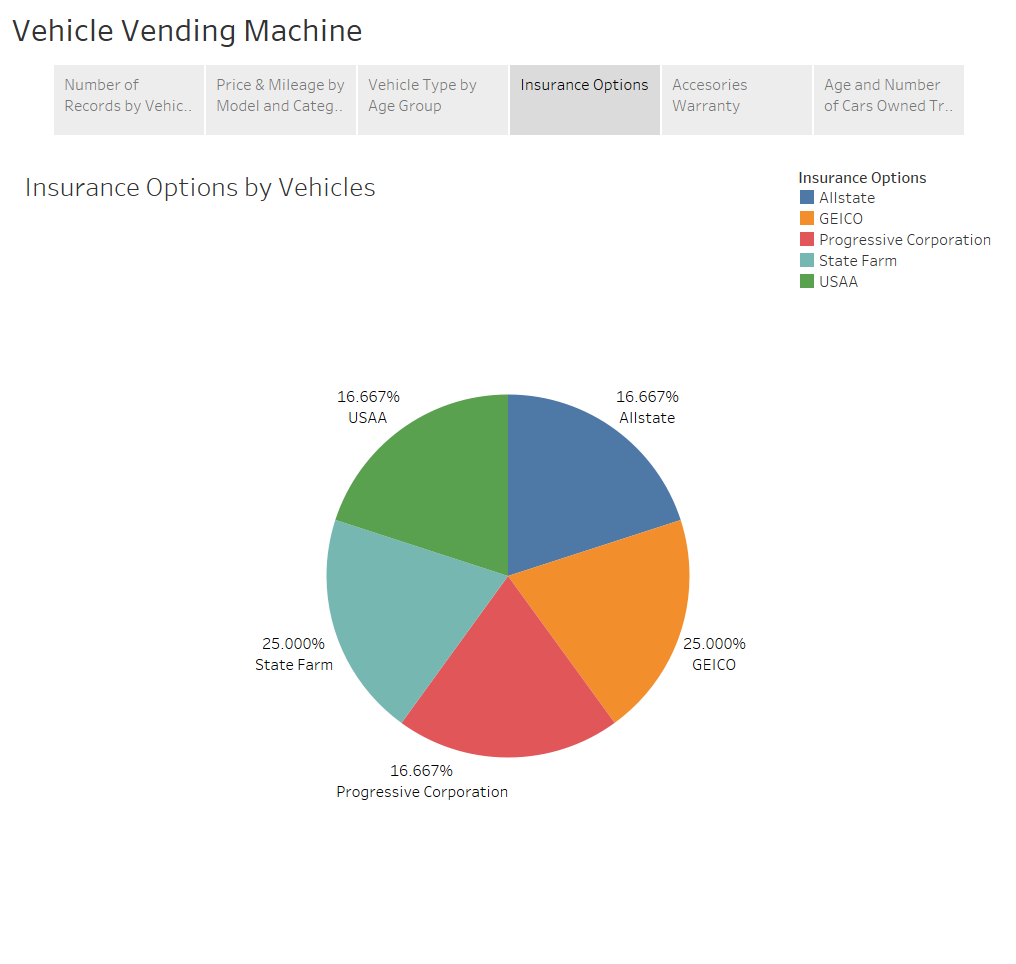 Vehicle Vending Machine
Number of
Records by Vehic..
Price & Mileage by
Model and Categ..
Vehicle Type by
Age Group
Insurance Options
Accesories
Warranty
Age and Number
of Cars Owned Tr..
Insurance Options by Vehicles
Insurance Options
Allstate
GEICO
Progressive Corporation
State Farm
USAA
16.667%
USAA
16.667%
Allstate
25.000%
State Farm
25.000%
GEICO
16.667%
Progressive Corporation